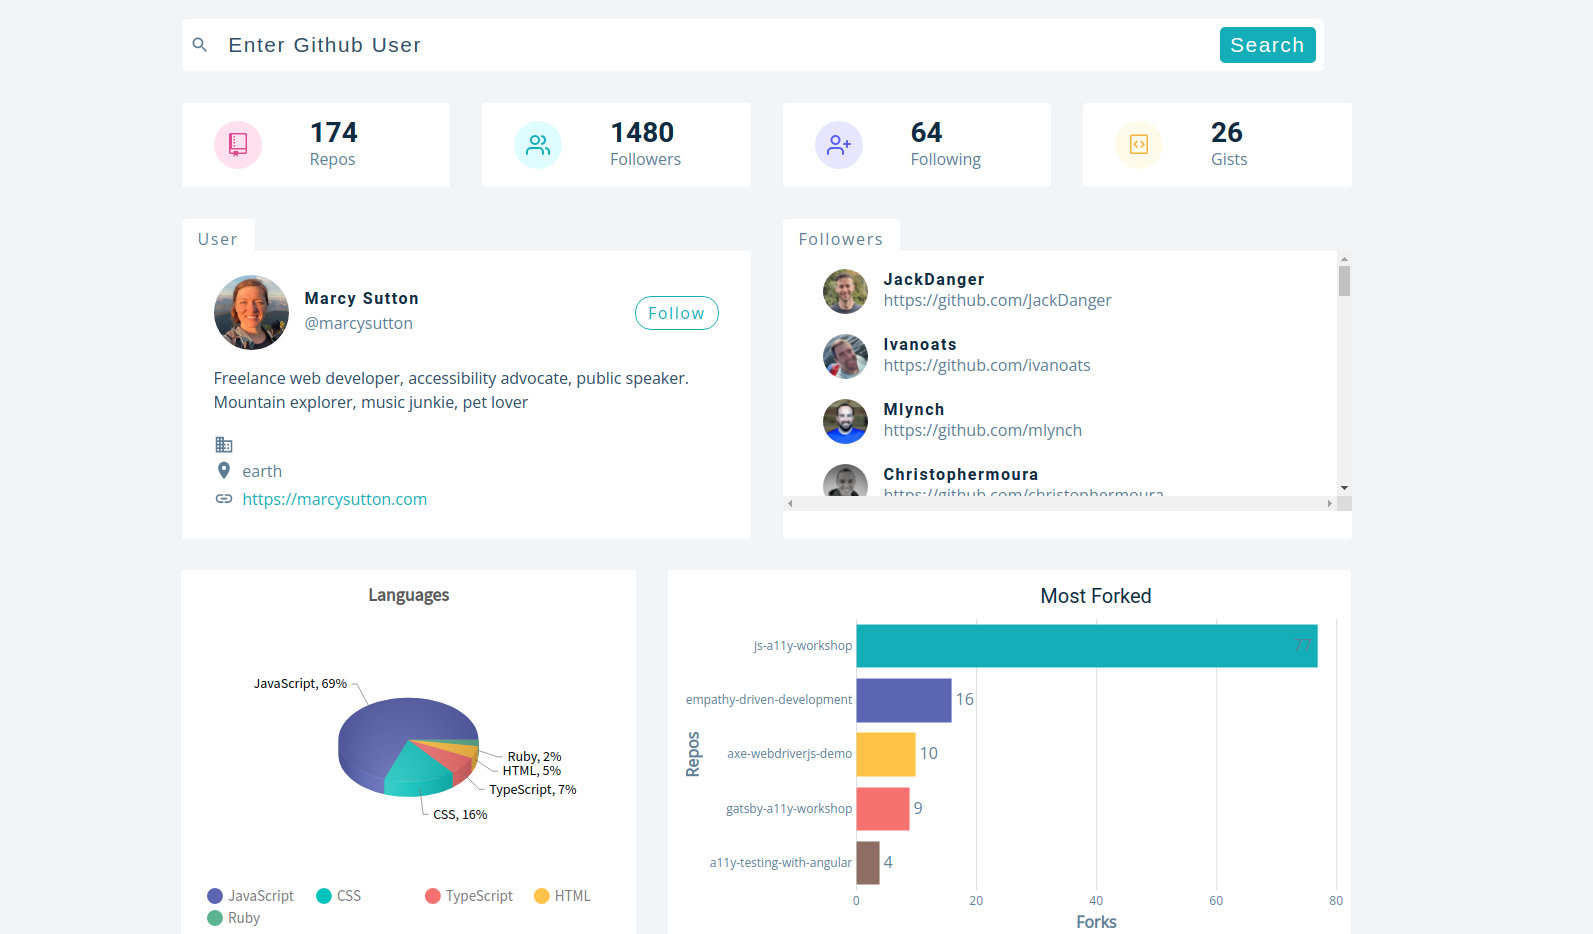 Enter Github User
Search
174
Repos
1480
Followers
64
Following
26
Gists
User
Marcy Sutton
@marcysutton
Follow
Freelance web developer, accessibility advocate, public speaker.
Mountain explorer, music junkie, pet lover
earth
https://marcysutton.com
Followers
JackDanger
https://github.com/JackDanger
Ivanoats
https://github.com/ivanoats
Mlynch
https://github.com/mlynch
Christophermoura
https://github.com/christophermoura
Languages
JavaScript, 69%
Ruby, 2%
HTML, 5%
TypeScript, 7%
CSS, 16%
JavaScript
CSS
TypeScript
HTML
Ruby
Most Forked
js-a11y-workshop
77
empathy-driven-development
16
Repos
axe-webdriverjs-demo
10
gatsby-a11y-workshop
9
a11y-testing-with-angular
4
0
20
40
60
80
Forks